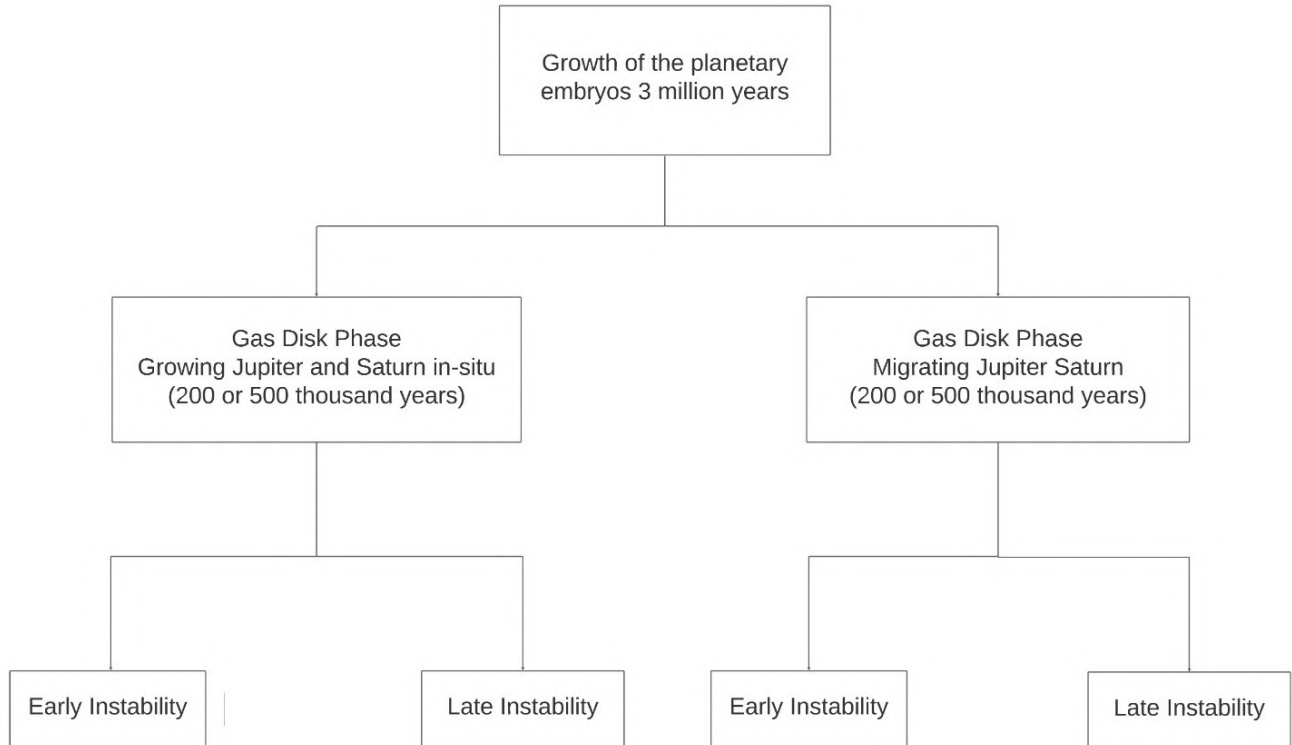 Growth of the planetary
embryos 3 million years
Gas Disk Phase
Growing Jupiter and Saturn in-situ
(200 or 500 thousand years)
Gas Disk Phase
Migrating Jupiter Saturn
(200 or 500 thousand years)
Early Instability
Late Instability
Early Instability
Late Instability